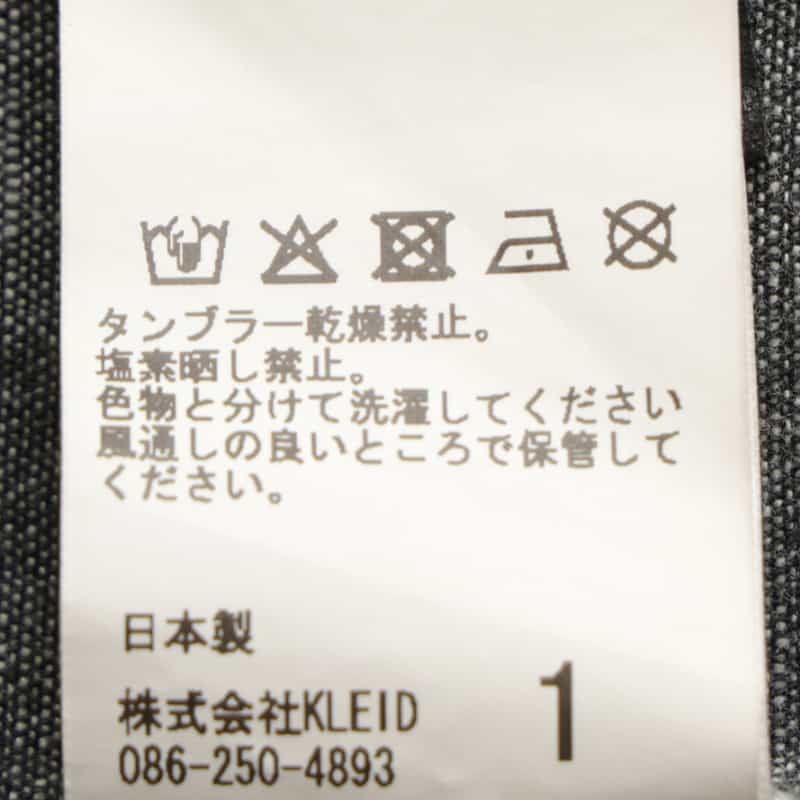 タンブラー乾燥禁止。
塩素晒し禁止。
色物と分けて洗濯してください
風通しの良いところで保管して
ください。
日本製
株式会社KLEID
086-250-4893
1